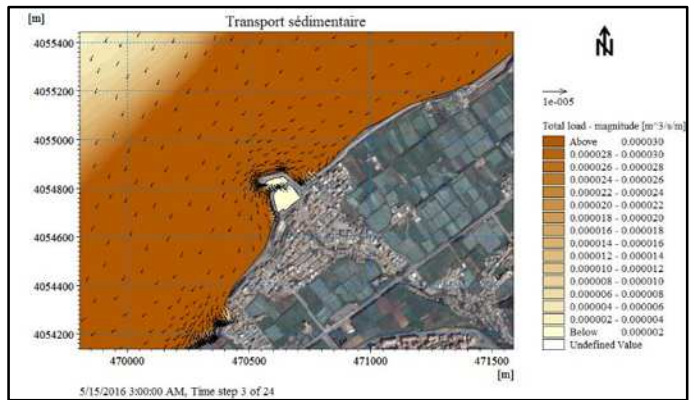 Transport sédimentaire
[m]
4055400
4055200
4055000
4054800
4054600
4054400
4054200
470000
470500
471000
471500
[m]
5/15/2016 3:00:00 AM, Time step 3 of 24
N
1e-005
Total load - magnitude [m^3/s/m]
Above 0.000030
0.000028 - 0.000030
0.000026 - 0.000028
0.000024 - 0.000026
0.000022 - 0.000024
0.000020 - 0.000022
0.000018 - 0.000020
0.000016 - 0.000018
0.000014 - 0.000016
0.000012 - 0.000014
0.000010 - 0.000012
0.000008 - 0.000010
0.000006 - 0.000008
0.000004 - 0.000006
0.000002 - 0.000004
Below 0.000002
Undefined Value